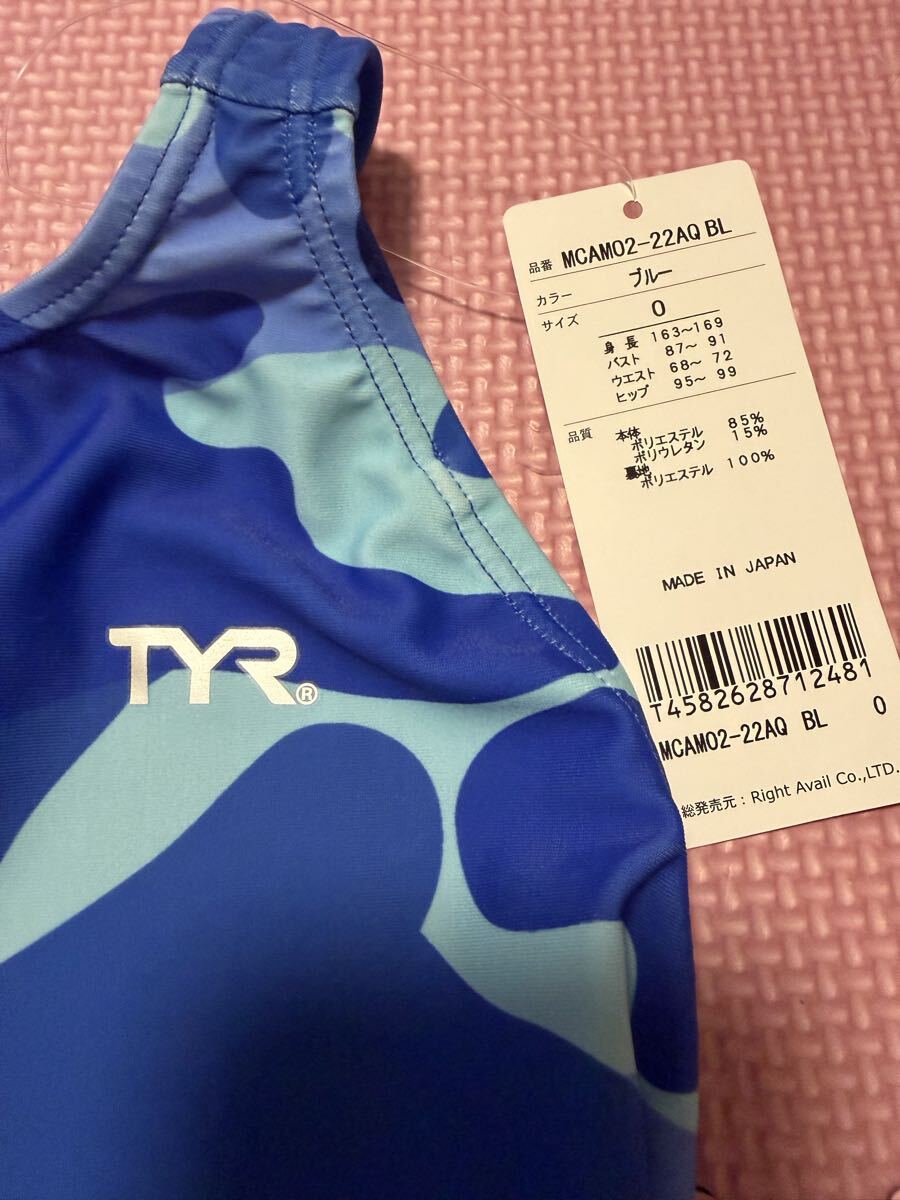 品番 MCAM02-22AQ BL
カラー ブルー
サイズ O
身長 163～169
バスト 87～ 91
ウエスト 68～ 72
ヒップ 95～ 99
品質 本体
ポリエステル 85%
ポリウレタン 15%
裏地
ポリエステル 100%
MADE IN JAPAN
T4582628712481
MCAM02-22AQ BL O
総発売元：Right Avail Co.,LTD.
TYR®